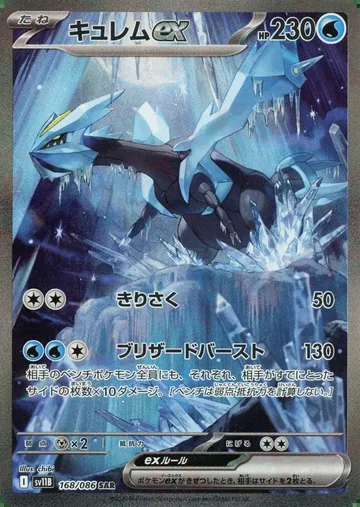 たね キュレムex HP230
きりさく 50
ブリザードバースト 130
相手のベンチポケモン全員にも、それぞれ、相手がすでにとった
サイドの枚数×10ダメージ。[ベンチは弱点・抵抗力を計算しない。]
弱点 ×2 抵抗力 にげる
exルール
ポケモンexがきぜつしたとき、相手はサイドを2枚とる。
Illus. chibi
I sv11B 168/086 SAR